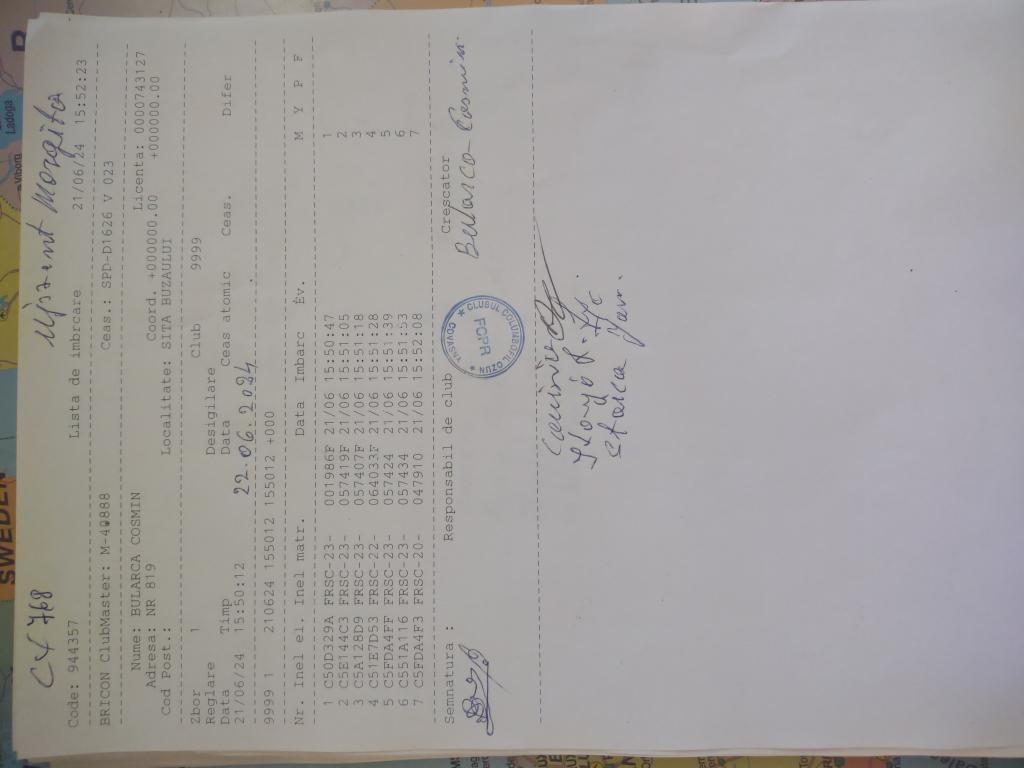 CX 768
Code: 944357 Lista de imbrcare 21/06/24 15:52:23
BRICON ClubMaster: M-40888 Ceas.: SPD-D1626 V 023
Nume: BULARCA COSMIN Licenta: 0000743127
Adresa: NR 819 Coord. +000000.00 +000000.00
Cod Post.: Localitate: SITA BUZAULUI
Zbor 1 Club 9999
Reglare Desigilare
Data Timp Data Ceas atomic Ceas. Difer
21/06/24 15:50:12 22.06.2024
9999 1 210624 155012 155012 +000
Nr. Inel el. Inel matr. Data Imbarc Év. M Y P F
1 C50D329A FRSC-23- 001986F 21/06 15:50:47 1
2 C5E144C3 FRSC-23- 057419F 21/06 15:51:05 2
3 C5A128D9 FRSC-23- 057407F 21/06 15:51:18 3
4 C51E7D53 FRSC-22- 064033F 21/06 15:51:28 4
5 C5FDA4FF FRSC-23- 057424 21/06 15:51:39 5
6 C551A116 FRSC-23- 057434 21/06 15:51:53 6
7 C5FDA4F3 FRSC-20- 047910 21/06 15:52:08 7
Semnatura : Responsabil de club Crescator
CLUBUL COLUMBOFIL OZUN
FCPR
COVASNA
Bularca Cosmin
SWEDEN
Ladoga